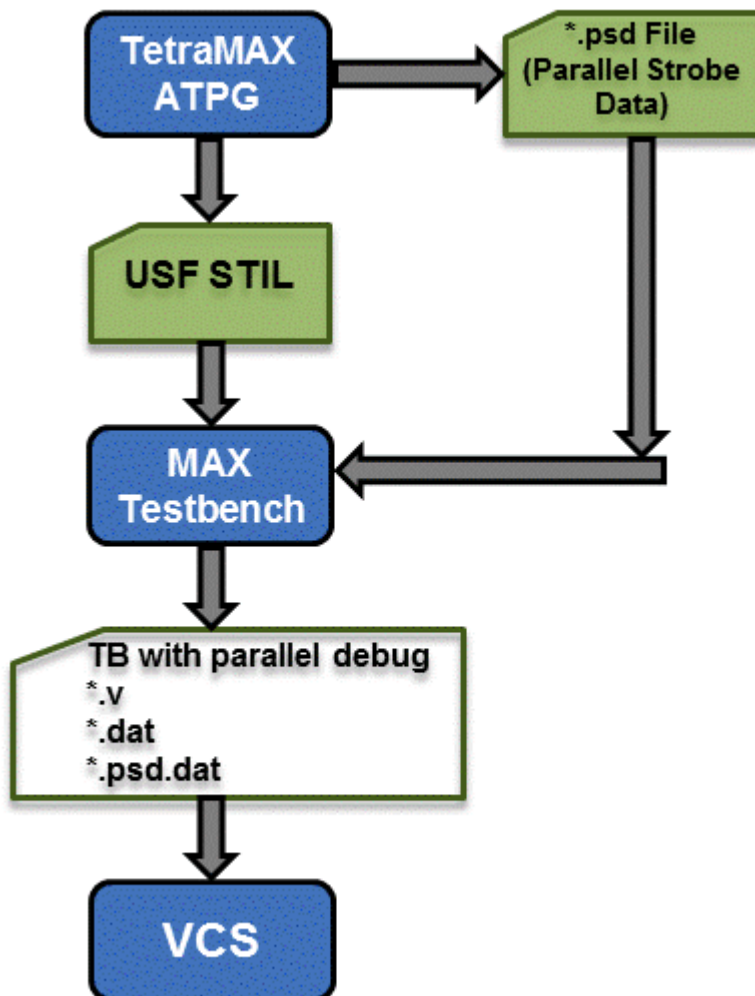 TetraMAX
ATPG
*.psd File
(Parallel Strobe
Data)
USF STIL
MAX
Testbench
TB with parallel debug
*.v
*.dat
*.psd.dat
VCS